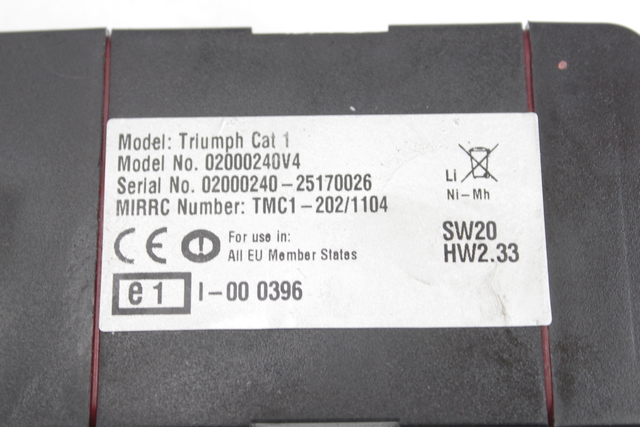 Model: Triumph Cat 1
Model No. 02000240V4
Serial No. 02000240-25170026
MIRRC Number: TMC1-202/1104
Li
Ni-Mh
CE
For use in:
All EU Member States
SW20
HW2.33
e1 I-00 0396